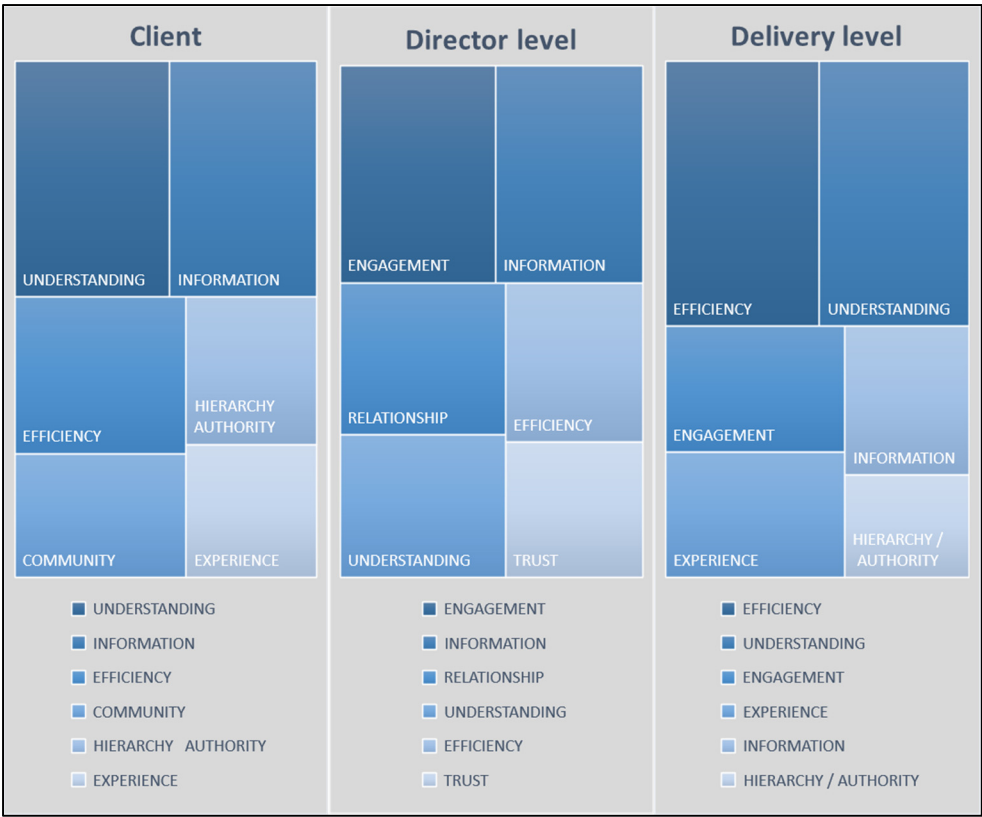 Client
UNDERSTANDING
INFORMATION
EFFICIENCY
HIERARCHY
AUTHORITY
COMMUNITY
EXPERIENCE
UNDERSTANDING
INFORMATION
EFFICIENCY
COMMUNITY
HIERARCHY AUTHORITY
EXPERIENCE
Director level
ENGAGEMENT
INFORMATION
RELATIONSHIP
EFFICIENCY
UNDERSTANDING
TRUST
ENGAGEMENT
INFORMATION
RELATIONSHIP
UNDERSTANDING
EFFICIENCY
TRUST
Delivery level
EFFICIENCY
UNDERSTANDING
ENGAGEMENT
INFORMATION
EXPERIENCE
HIERARCHY /
AUTHORITY
EFFICIENCY
UNDERSTANDING
ENGAGEMENT
EXPERIENCE
INFORMATION
HIERARCHY / AUTHORITY